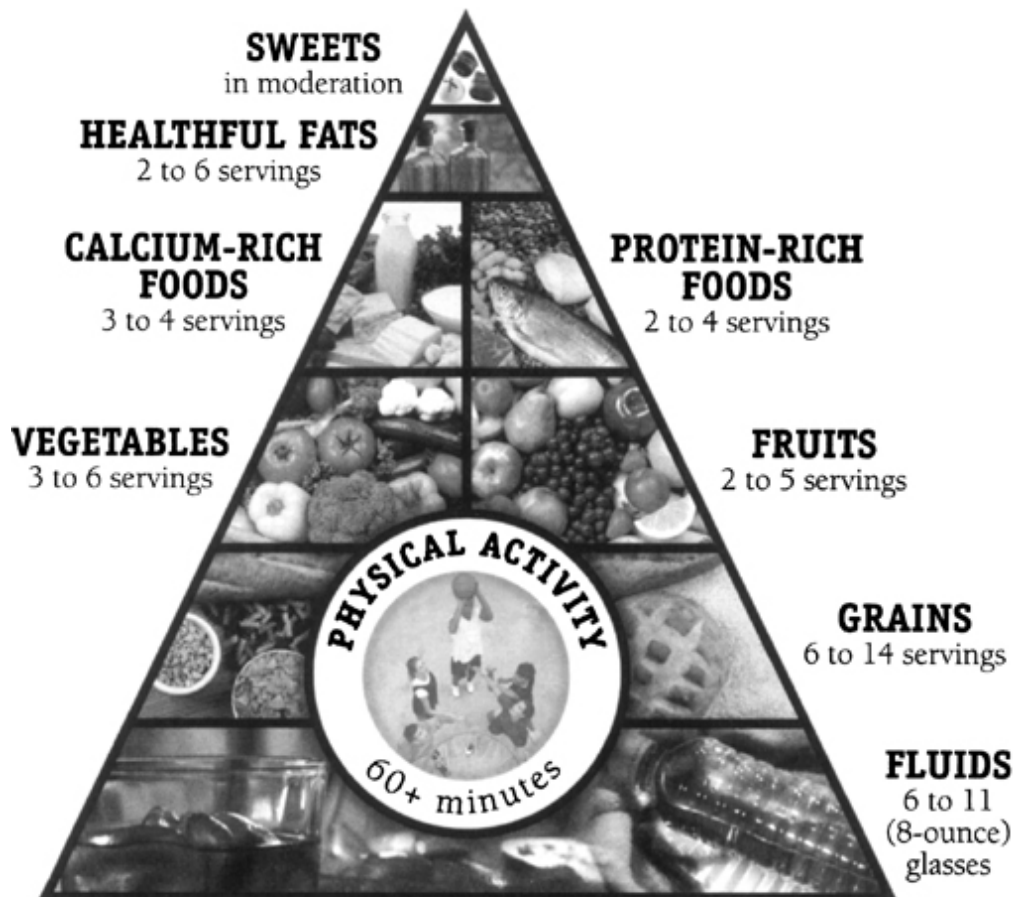 SWEETS
in moderation
HEALTHFUL FATS
2 to 6 servings
CALCIUM-RICH
FOODS
3 to 4 servings
PROTEIN-RICH
FOODS
2 to 4 servings
VEGETABLES
3 to 6 servings
FRUITS
2 to 5 servings
PHYSICAL ACTIVITY
60+ minutes
GRAINS
6 to 14 servings
FLUIDS
6 to 11
(8-ounce)
glasses